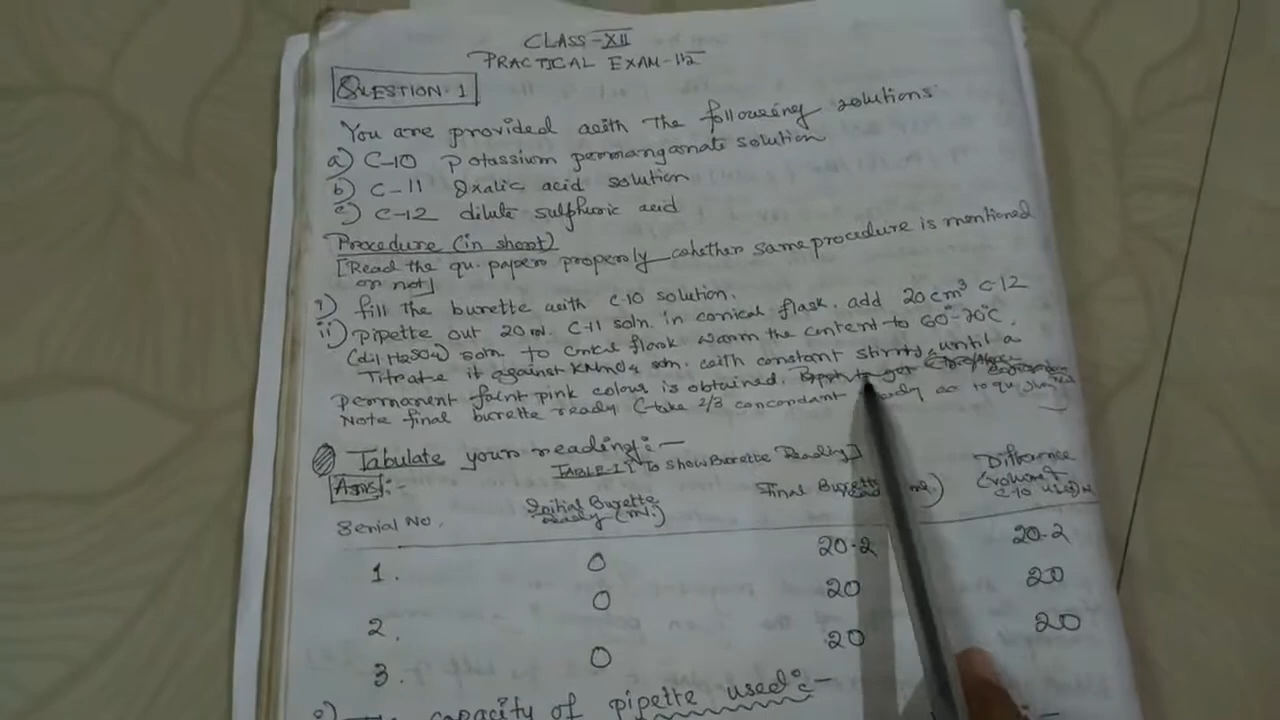 CLASS-XII
PRACTICAL EXAM-
QUESTION.1
You are provided with The following solutions
a) C-10 Potassium permanganate solution
b) C-11 Oxalic acid solution
c) C-12 dilute sulphuric acid
Procedure (in short)
[Read the qu. papers properly whether same procedure is mentioned
or not]
i) fill the burette with C-10 solution.
ii) pipette out 20 ml. C-11 soln. in conical flask. add 20 cm³ C-12
(dil H2SO4) soln. to conical flask warm the content to 60°-70°C.
Titrate it against KMnO4 soln. with constant until a
permanent faint pink colour is obtained.
Note final burette ready (take 2/3 concordant
Tabulate your reading:-
TABLE-1 [To show Burette Reading]
Ans:-
Serial No. Initial Burette ready (ml.) Final Burette ml.) Difference (volume of C-10 used)
1. 0 20.2 20.2
2. 0 20 20
3. 0 20 20
capacity of pipette used:-